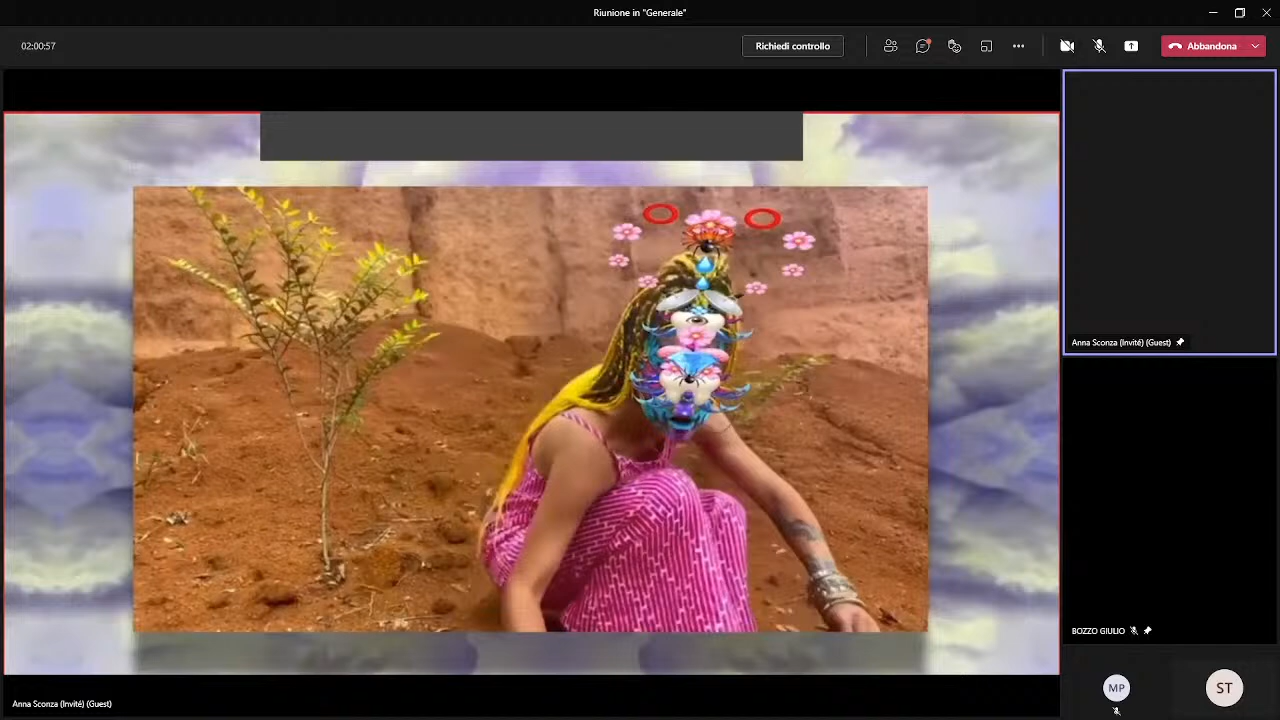 Riunione in "Generale"
02:00:57
Richiedi controllo
Abbandona
Anna Sconza (Invité) (Guest)
BOZZO GIULIO
MP
ST
Anna Sconza (Invité) (Guest)